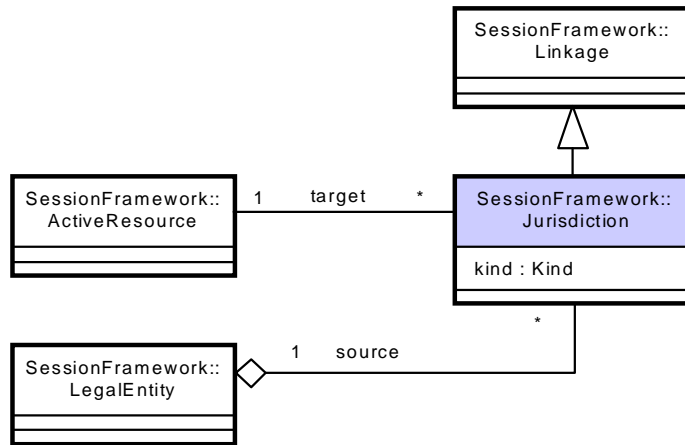 SessionFramework::
Linkage
SessionFramework::
ActiveResource
1 target *
SessionFramework::
Jurisdiction
kind : Kind
*
SessionFramework::
LegalEntity
1 source